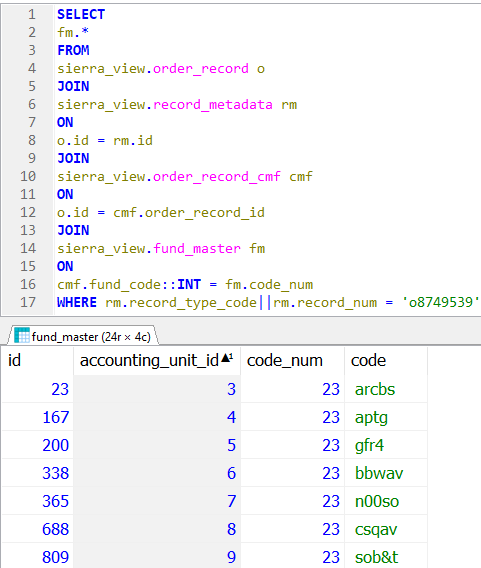 1 SELECT
2 fm.*
3 FROM
4 sierra_view.order_record o
5 JOIN
6 sierra_view.record_metadata rm
7 ON
8 o.id = rm.id
9 JOIN
10 sierra_view.order_record_cmf cmf
11 ON
12 o.id = cmf.order_record_id
13 JOIN
14 sierra_view.fund_master fm
15 ON
16 cmf.fund_code::INT = fm.code_num
17 WHERE rm.record_type_code||rm.record_num = 'o8749539'
fund_master (24r × 4c)
id accounting_unit_id ▲1 code_num code
23 3 23 arcbs
167 4 23 aptg
200 5 23 gfr4
338 6 23 bbwav
365 7 23 n00so
688 8 23 csqav
809 9 23 sob&t